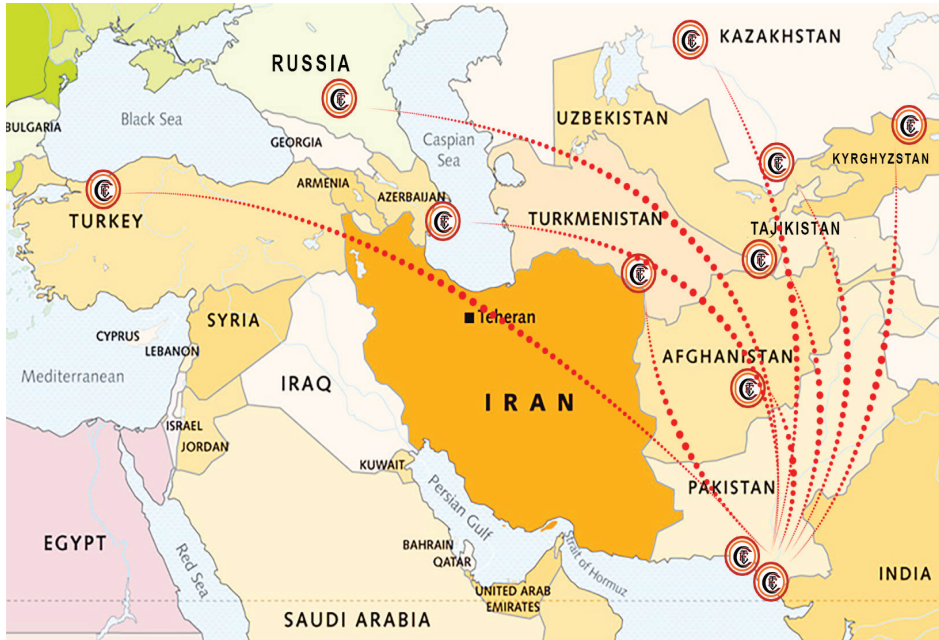 KAZAKHSTAN
RUSSIA
UZBEKISTAN
Black Sea
BULGARIA
Caspian
Sea
GEORGIA
KYRGHYZSTAN
ARMENIA
AZERBAIJAN
TURKEY
TURKMENISTAN
TAJIKISTAN
SYRIA
Teheran
CYPRUS
LEBANON
AFGHANISTAN
Mediterranean
IRAQ
IRAN
ISRAEL
JORDAN
KUWAIT
PAKISTAN
Persian Gulf
EGYPT
BAHRAIN
QATAR
Strait of Hormuz
Red Sea
UNITED ARAB
EMIRATES
INDIA
SAUDI ARABIA